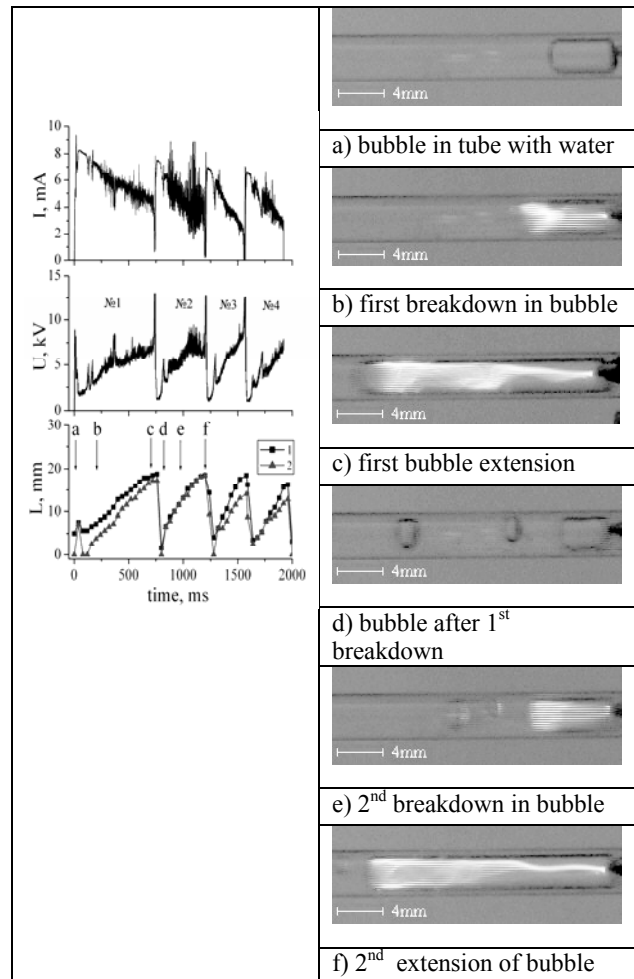 10
8
6
4
2
0
I, mA
15
10
5
0
U, kV
№1 №2 №3 №4
a b c d e f
30
20
10
0
L, mm
1
2
0 500 1000 1500 2000
time, ms
4mm
a) bubble in tube with water
4mm
b) first breakdown in bubble
4mm
c) first bubble extension
4mm
d) bubble after 1st
breakdown
4mm
e) 2nd breakdown in bubble
4mm
f) 2nd extension of bubble